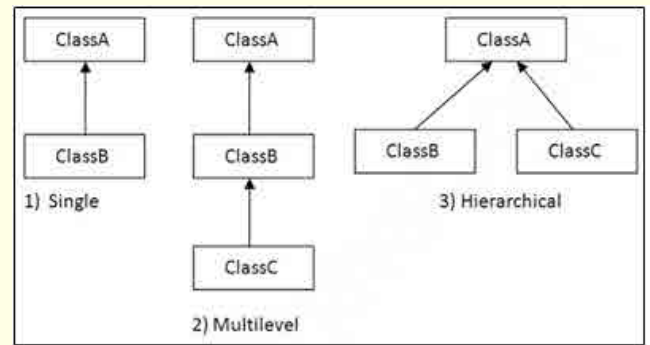 ClassA
ClassB
1) Single
ClassA
ClassB
ClassC
2) Multilevel
ClassA
ClassB
ClassC
3) Hierarchical